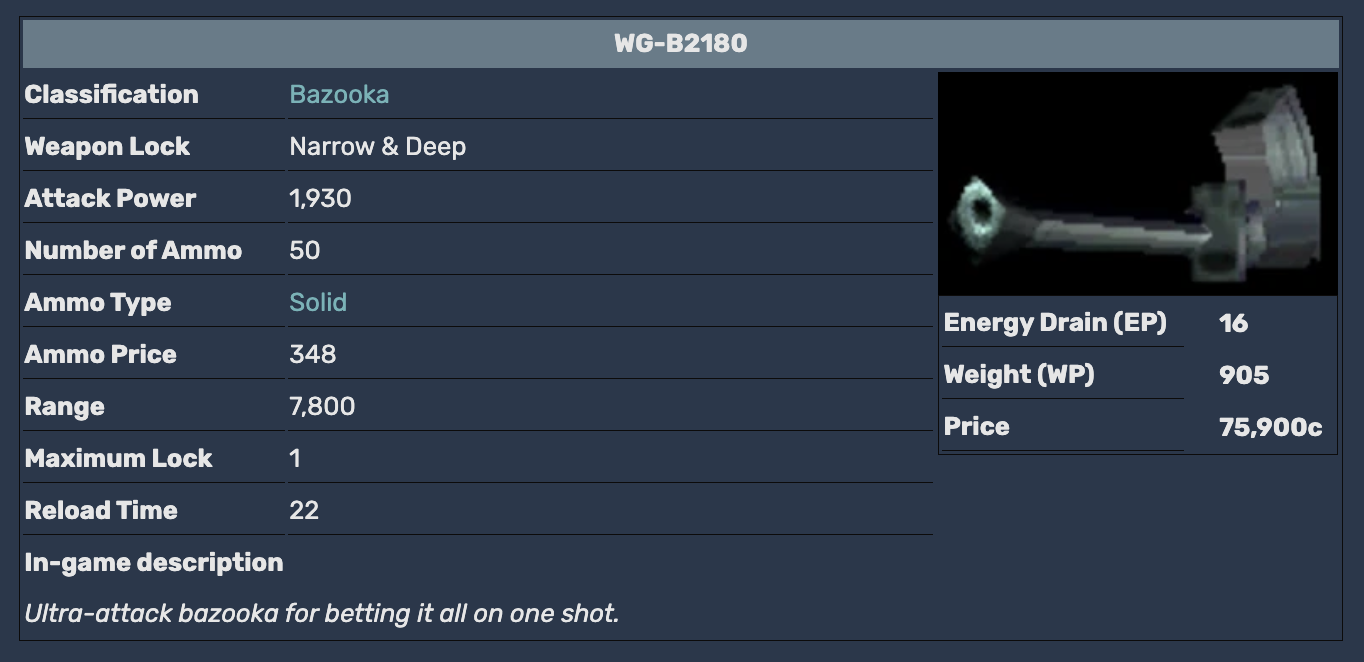 WG-B2180
Classification Bazooka
Weapon Lock Narrow & Deep
Attack Power 1,930
Number of Ammo 50
Ammo Type Solid
Ammo Price 348
Range 7,800
Maximum Lock 1
Reload Time 22
In-game description
Ultra-attack bazooka for betting it all on one shot.
Energy Drain (EP) 16
Weight (WP) 905
Price 75,900c